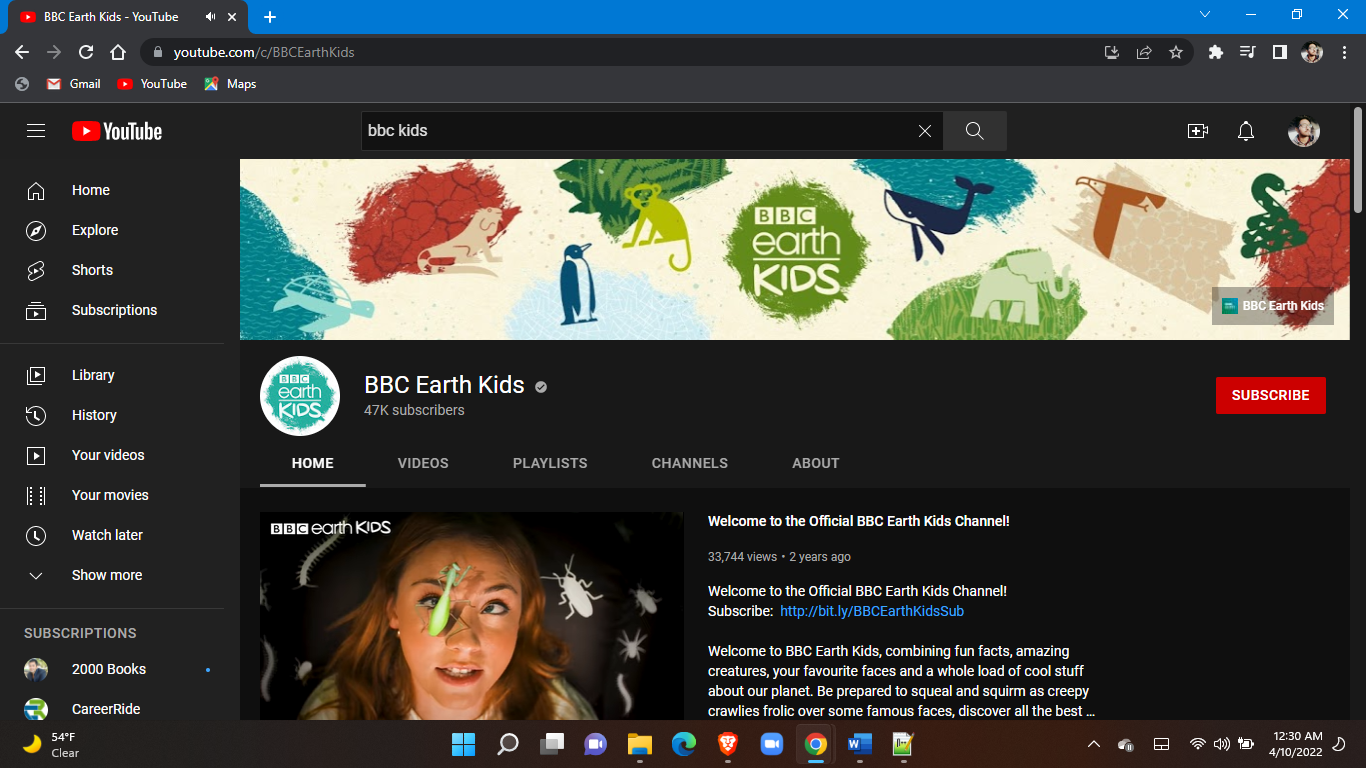 BBC Earth Kids - YouTube
youtube.com/c/BBCEarthKids
Gmail
YouTube
Maps
YouTube
bbc kids
Home
Explore
Shorts
Subscriptions
Library
History
Your videos
Your movies
Watch later
Show more
SUBSCRIPTIONS
2000 Books
CareerRide
BBC
earth
KIDS
BBC Earth Kids
BBC
earth
KIDS
BBC Earth Kids
47K subscribers
SUBSCRIBE
HOME
VIDEOS
PLAYLISTS
CHANNELS
ABOUT
BBC earth KIDS
Welcome to the Official BBC Earth Kids Channel!
33,744 views • 2 years ago
Welcome to the Official BBC Earth Kids Channel!
Subscribe: http://bit.ly/BBCEarthKidsSub
Welcome to BBC Earth Kids, combining fun facts, amazing
creatures, your favourite faces and a whole load of cool stuff
about our planet. Be prepared to squeal and squirm as creepy
crawlies frolic over some famous faces, discover all the best ...
54°F
Clear
12:30 AM
4/10/2022